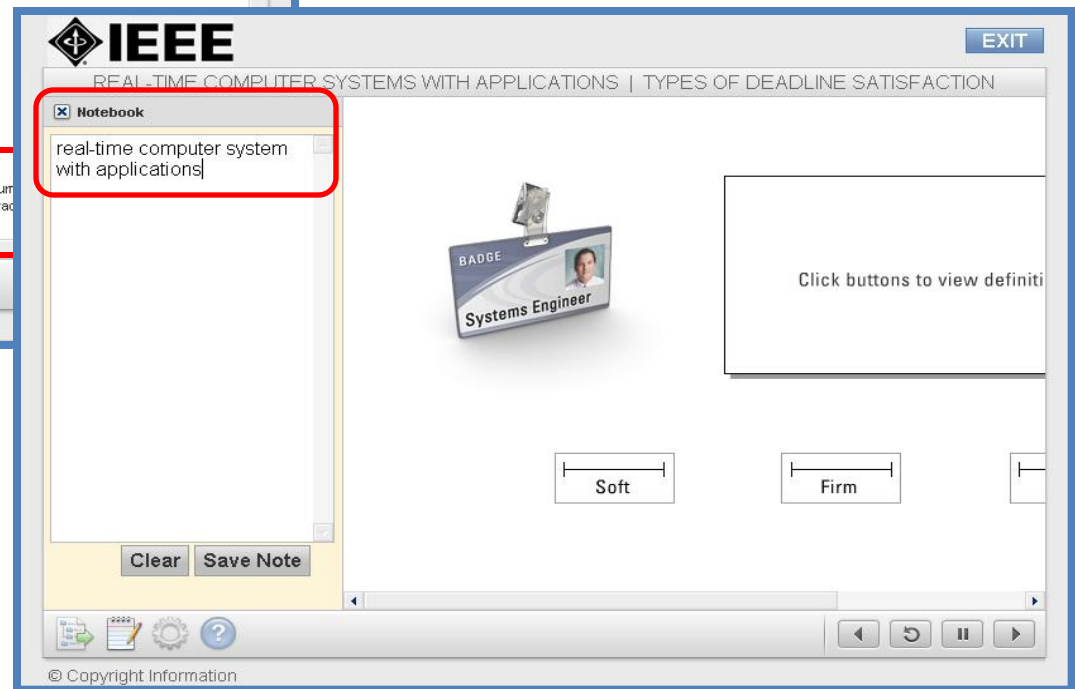 IEEE
EXIT
REAL-TIME COMPUTER SYSTEMS WITH APPLICATIONS | TYPES OF DEADLINE SATISFACTION
Notebook
real-time computer system
with applications
BADGE
Systems Engineer
Click buttons to view definiti
Soft
Firm
Clear
Save Note
© Copyright Information